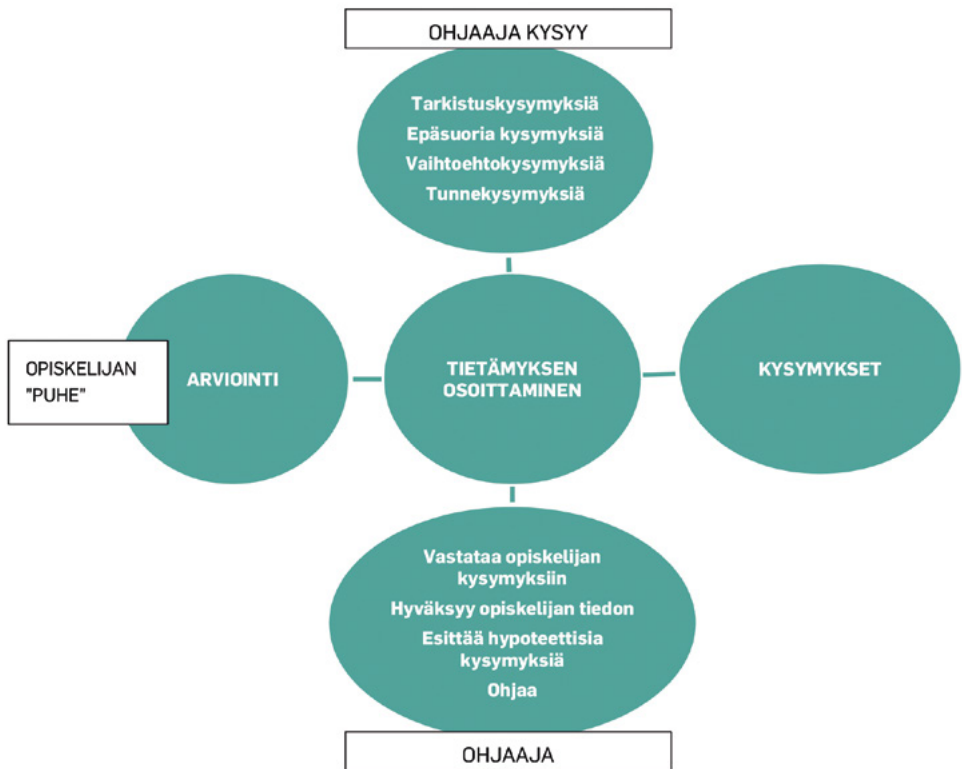 OHJAAJA KYSYY
Tarkistuskysymyksiä
Epäsuoria kysymyksiä
Vaihtoehtokysymyksiä
Tunnekysymyksiä
OPISKELIJAN
"PUHE"
ARVIOINTI
TIETÄMYKSEN
OSOITTAMINEN
KYSYMYKSET
Vastataa opiskelijan
kysymyksiin
Hyväksyy opiskelijan tiedon
Esittää hypoteettisia
kysymyksiä
Ohjaa
OHJAAJA